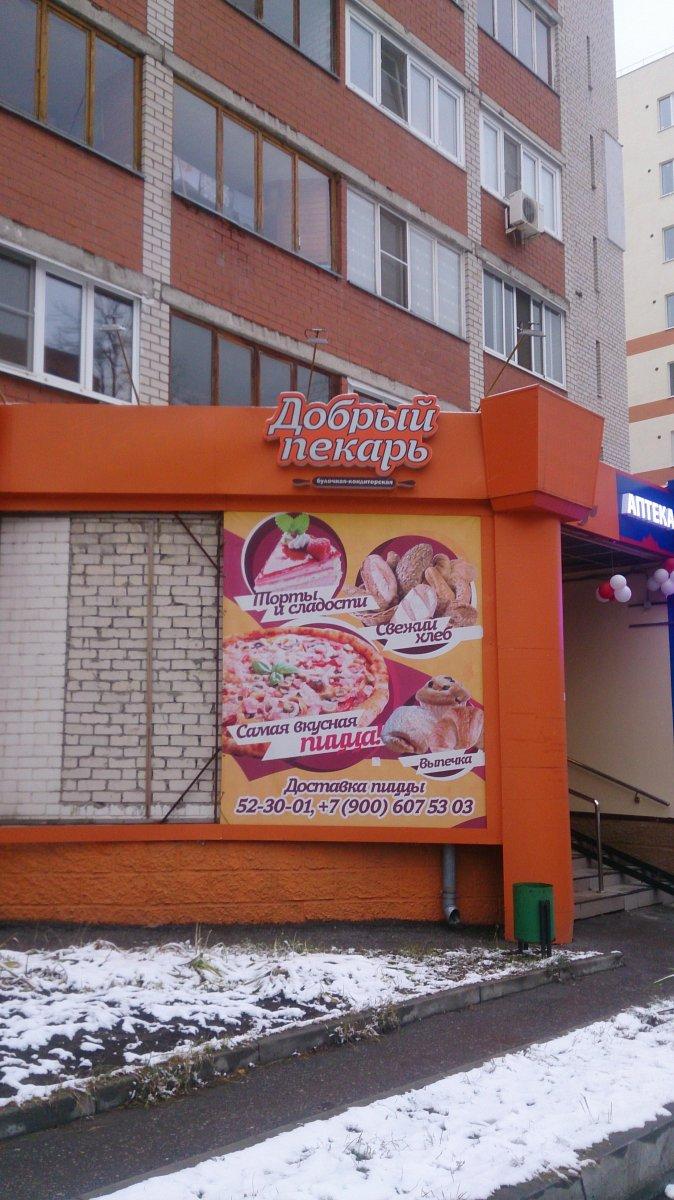 Добрый
пекарь
булочная-кондиторская
АПТЕКА
Торты
и сладости
Свежий
хлеб
Самая вкусная
пицца!
Выпечка
Доставка пиццы
52-30-01, +7 (900) 607 53 03